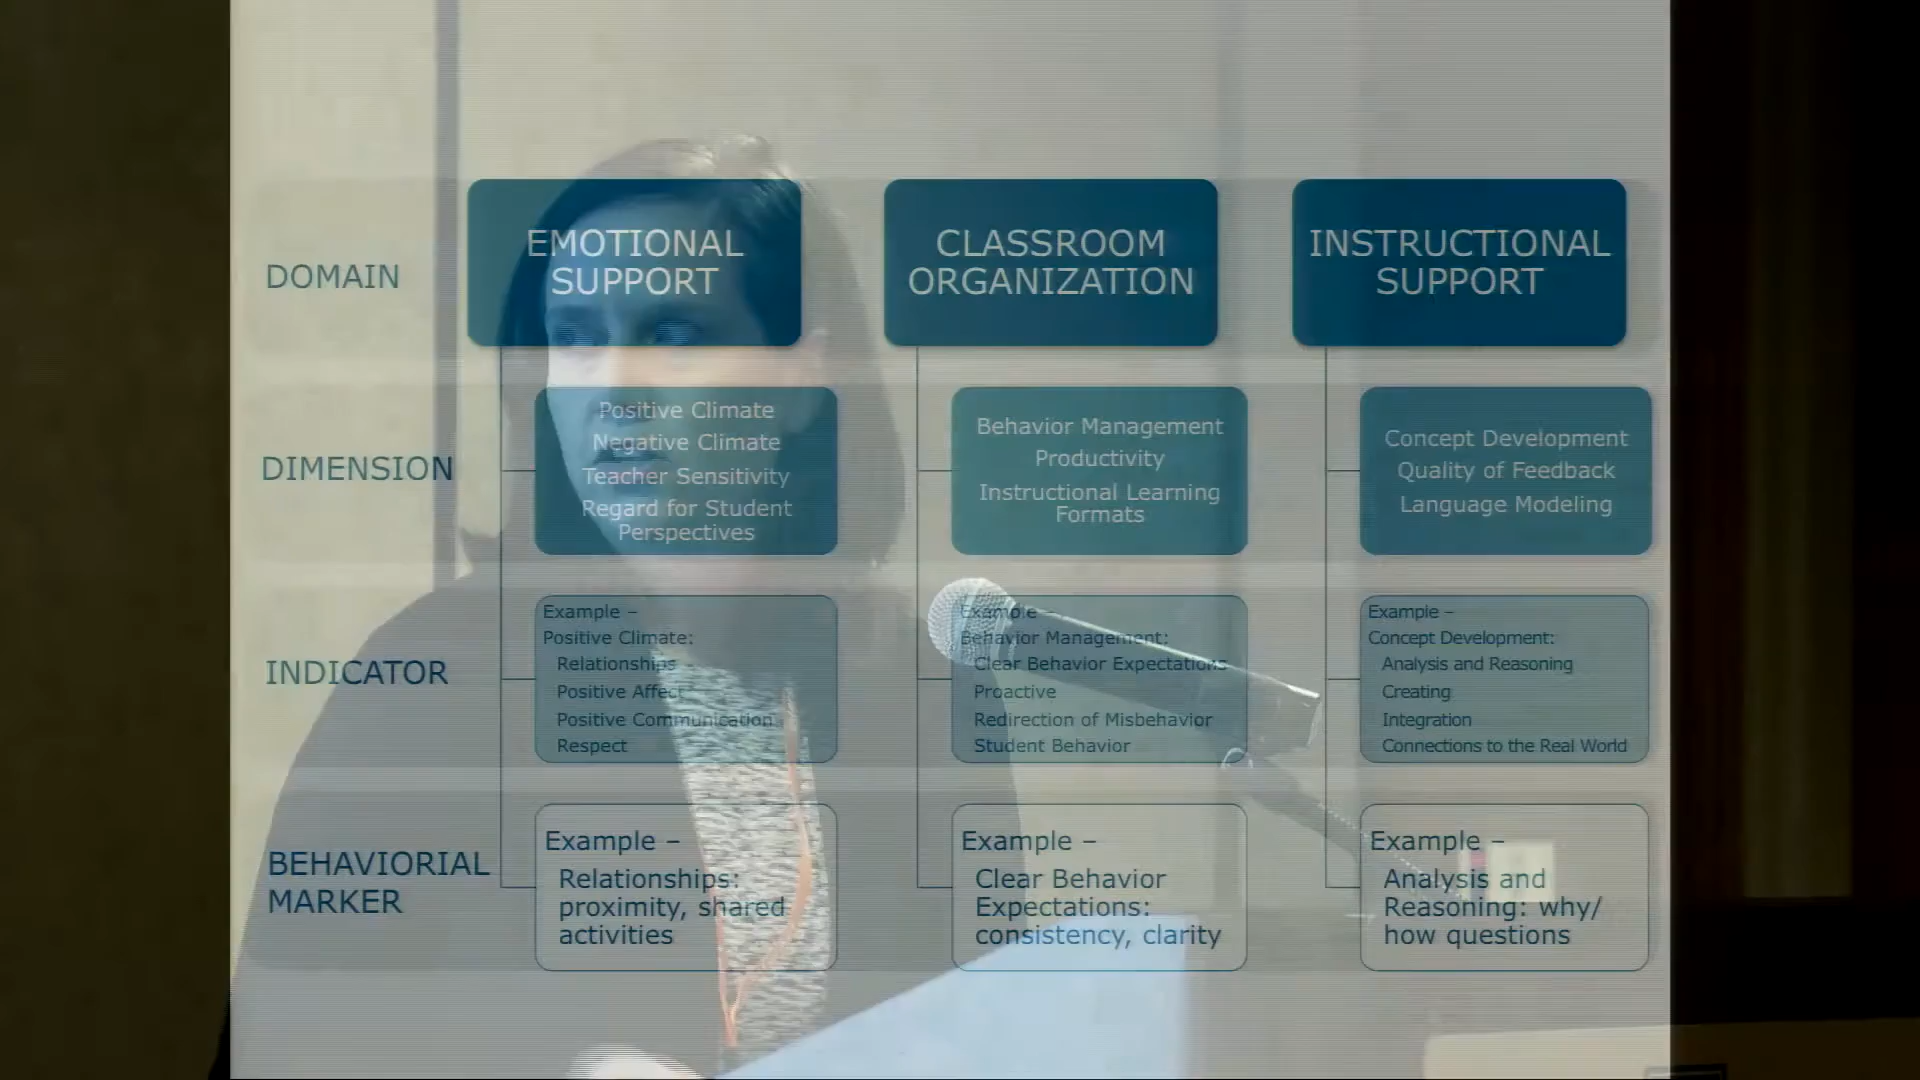 DOMAIN
EMOTIONAL
SUPPORT
CLASSROOM
ORGANIZATION
INSTRUCTIONAL
SUPPORT
DIMENSION
Positive Climate
Negative Climate
Teacher Sensitivity
Regard for Student
Perspectives
Behavior Management
Productivity
Instructional Learning
Formats
Concept Development
Quality of Feedback
Language Modeling
INDICATOR
Example –
Positive Climate:
Relationships
Positive Affect
Positive Communication
Respect
Example –
Behavior Management:
Clear Behavior Expectations
Proactive
Redirection of Misbehavior
Student Behavior
Example –
Concept Development:
Analysis and Reasoning
Creating
Integration
Connections to the Real World
BEHAVIORIAL
MARKER
Example –
Relationships:
proximity, shared
activities
Example –
Clear Behavior
Expectations:
consistency, clarity
Example –
Analysis and
Reasoning: why/
how questions